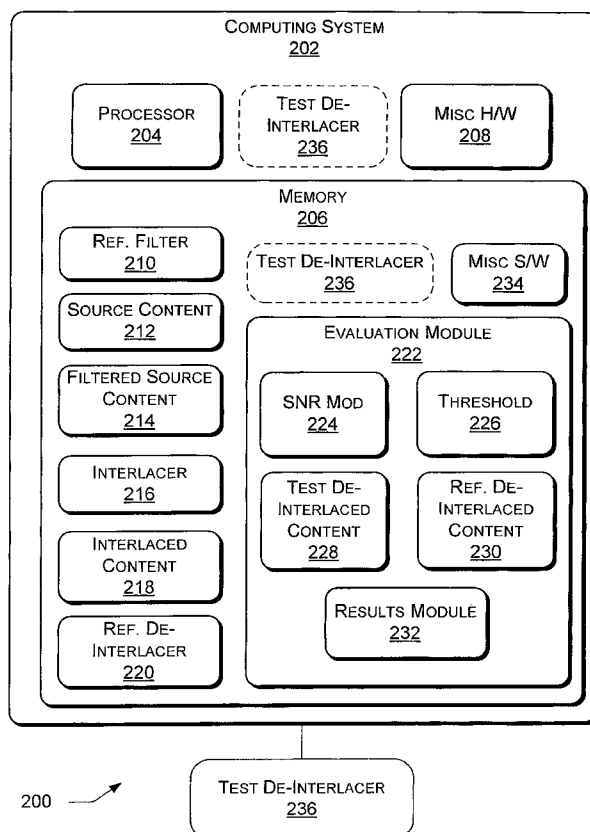 COMPUTING SYSTEM
202
PROCESSOR
204
TEST DE-
INTERLACER
236
MISC H/W
208
MEMORY
206
REF. FILTER
210
TEST DE-INTERLACER
236
MISC S/W
234
SOURCE CONTENT
212
FILTERED SOURCE
CONTENT
214
INTERLACER
216
INTERLACED
CONTENT
218
REF. DE-
INTERLACER
220
EVALUATION MODULE
222
SNR MOD
224
THRESHOLD
226
TEST DE-
INTERLACED
CONTENT
228
REF. DE-
INTERLACED
CONTENT
230
RESULTS MODULE
232
200
TEST DE-INTERLACER
236